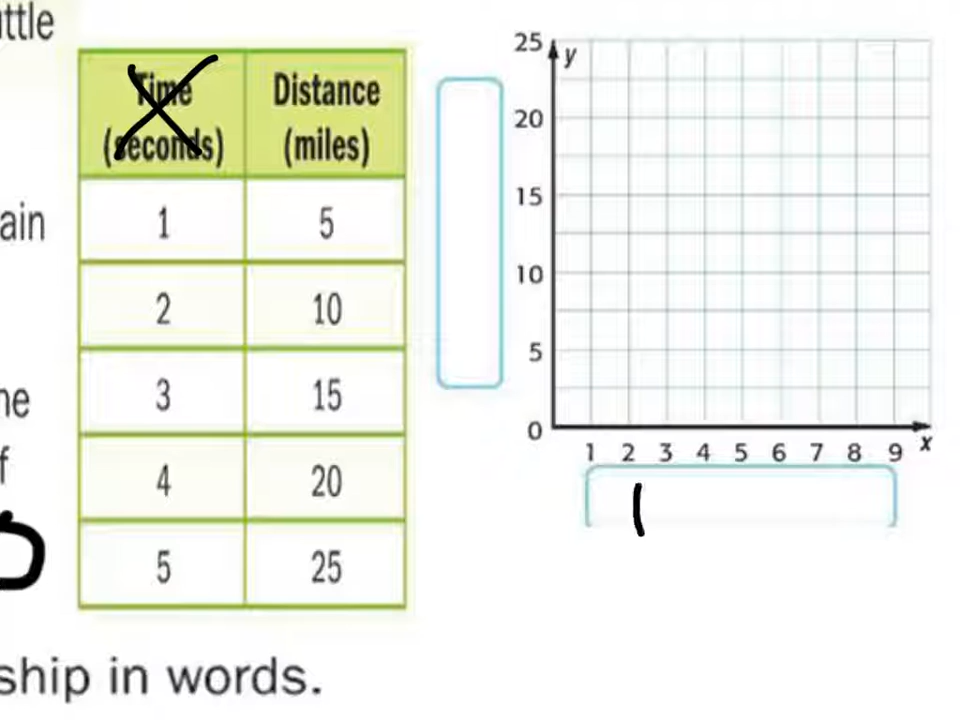 uttle
ain
he
f
Time Distance
(seconds) (miles)
1 5
2 10
3 15
4 20
5 25
ship in words.
25 y
20
15
10
5
0
1 2 3 4 5 6 7 8 9 x